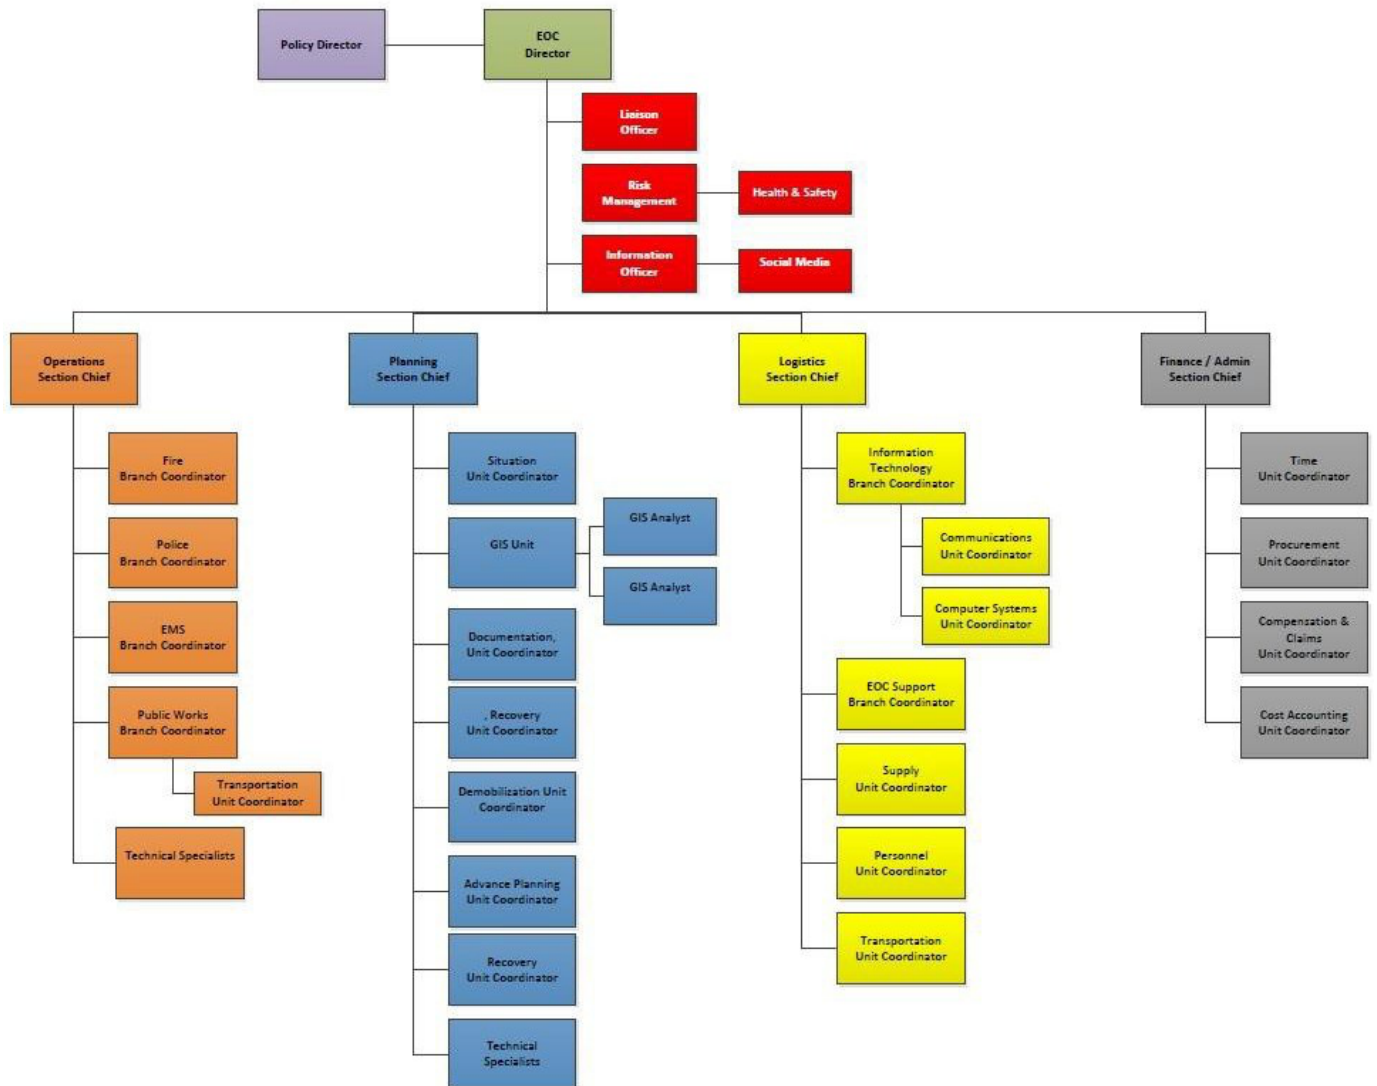 Policy Director
EOC
Director
Liaison
Officer
Risk
Management
Health & Safety
Information
Officer
Social Media
Operations
Section Chief
Planning
Section Chief
Logistics
Section Chief
Finance / Admin
Section Chief
Fire
Branch Coordinator
Police
Branch Coordinator
EMS
Branch Coordinator
Public Works
Branch Coordinator
Transportation
Unit Coordinator
Technical Specialists
Situation
Unit Coordinator
GIS Unit
GIS Analyst
GIS Analyst
Documentation,
Unit Coordinator
, Recovery
Unit Coordinator
Demobilization Unit
Coordinator
Advance Planning
Unit Coordinator
Recovery
Unit Coordinator
Technical
Specialists
Information
Technology
Branch Coordinator
Communications
Unit Coordinator
Computer Systems
Unit Coordinator
EOC Support
Branch Coordinator
Supply
Unit Coordinator
Personnel
Unit Coordinator
Transportation
Unit Coordinator
Time
Unit Coordinator
Procurement
Unit Coordinator
Compensation &
Claims
Unit Coordinator
Cost Accounting
Unit Coordinator